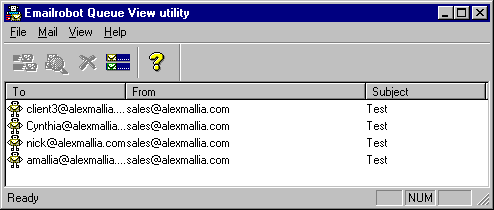 Emailrobot Queue View utility
File Mail View Help
?
To From Subject
client3@alexmallia.... sales@alexmallia.com Test
Cynthia@alexmallia.... sales@alexmallia.com Test
nick@alexmallia.com sales@alexmallia.com Test
amallia@alexmallia.... sales@alexmallia.com Test
Ready NUM